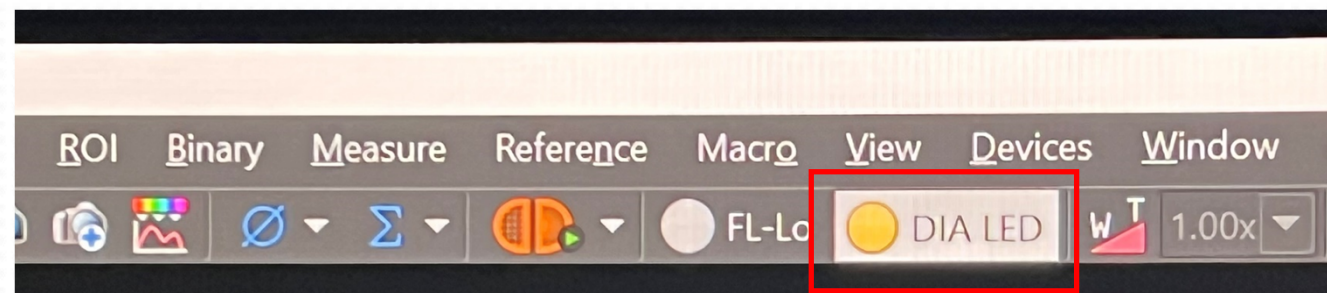 ROI Binary Measure Reference Macro View Devices Window
FL-Lo DIA LED W T 1.00x